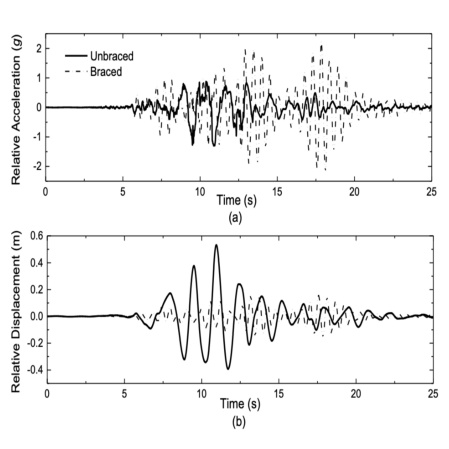 Relative Acceleration (g)
2
1
0
-1
-2
Unbraced
Braced
0 5 10 15 20 25
Time (s)
(a)
Relative Displacement (m)
0.6
0.4
0.2
0.0
-0.2
-0.4
0 5 10 15 20 25
Time (s)
(b)